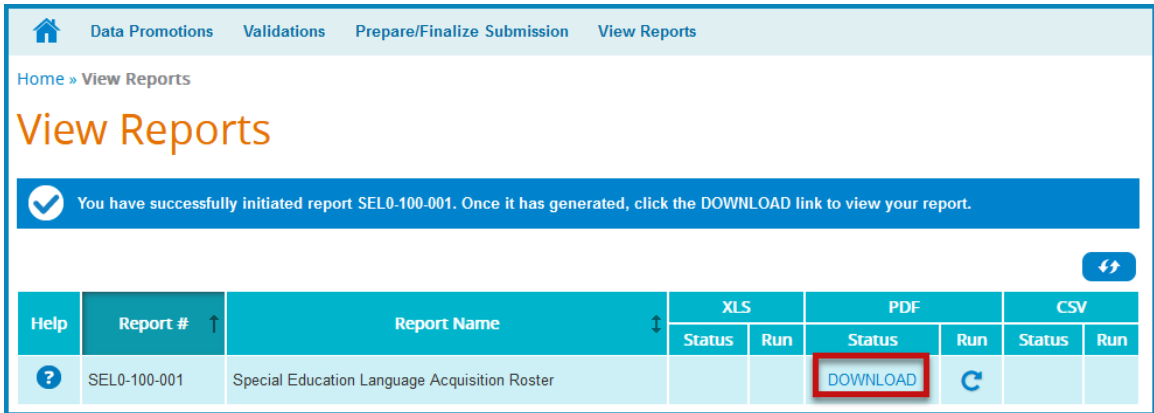 Data Promotions Validations Prepare/Finalize Submission View Reports
Home » View Reports
View Reports
You have successfully initiated report SEL0-100-001. Once it has generated, click the DOWNLOAD link to view your report.
Help Report # Report Name XLS PDF CSV
Status Run Status Run Status Run
SEL0-100-001 Special Education Language Acquisition Roster DOWNLOAD